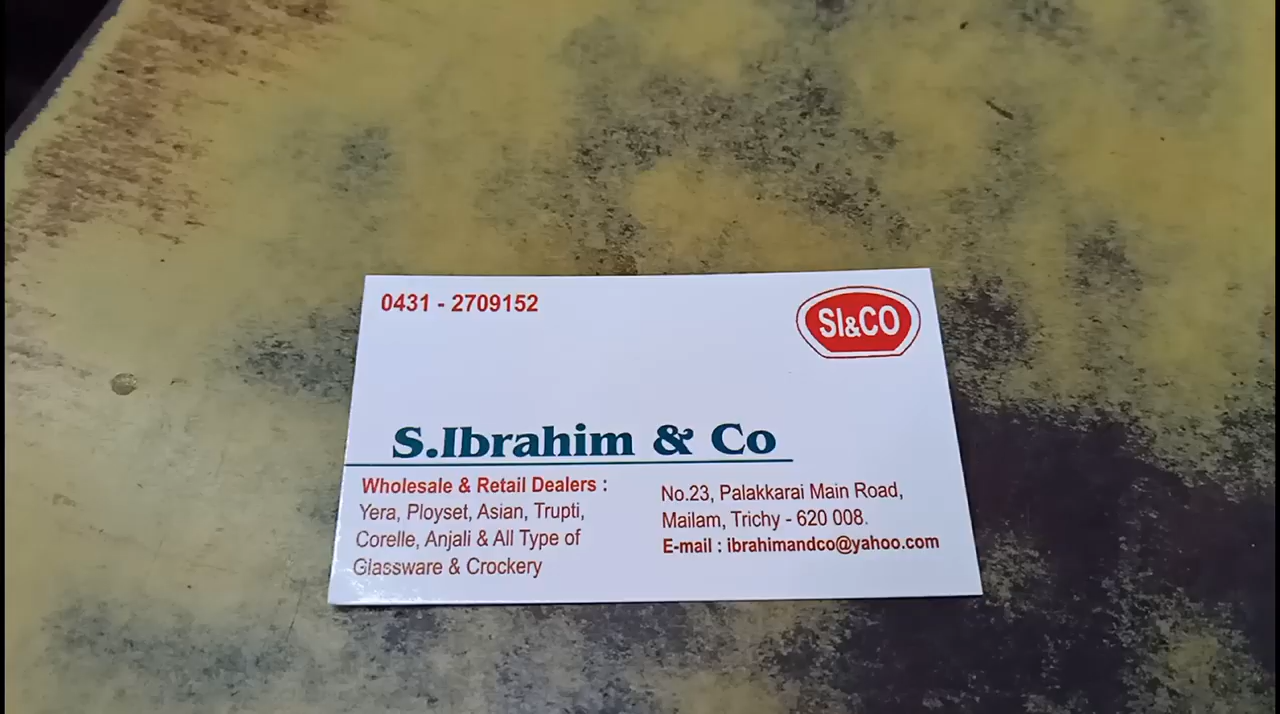 0431 - 2709152
SI&CO
S.Ibrahim & Co
Wholesale & Retail Dealers :
Yera, Ployset, Asian, Trupti,
Corelle, Anjali & All Type of
Glassware & Crockery
No.23, Palakkarai Main Road,
Mailam, Trichy - 620 008.
E-mail : ibrahimandco@yahoo.com